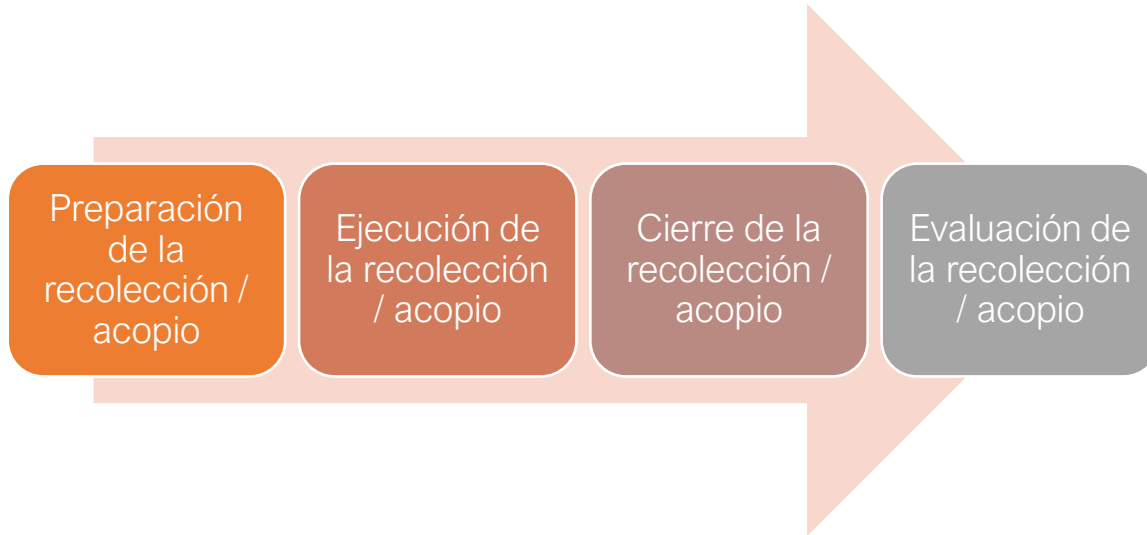 Preparación
de la
recolección /
acopio
Ejecución de
la recolección
/ acopio
Cierre de la
recolección /
acopio
Evaluación de
la recolección
/ acopio